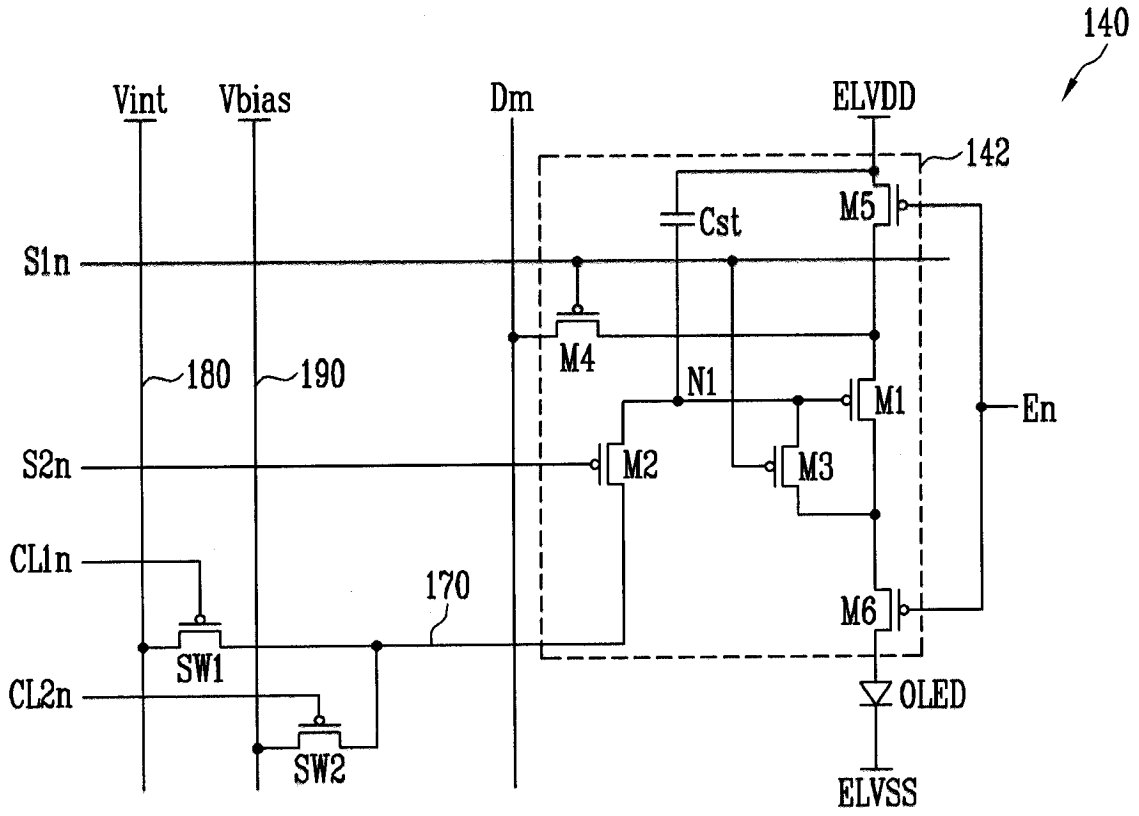 140
Vint
Vbias
Dm
ELVDD
142
M5
Cst
S1n
M4
180
190
N1
M1
En
S2n
M2
M3
CL1n
170
M6
SW1
CL2n
OLED
SW2
ELVSS